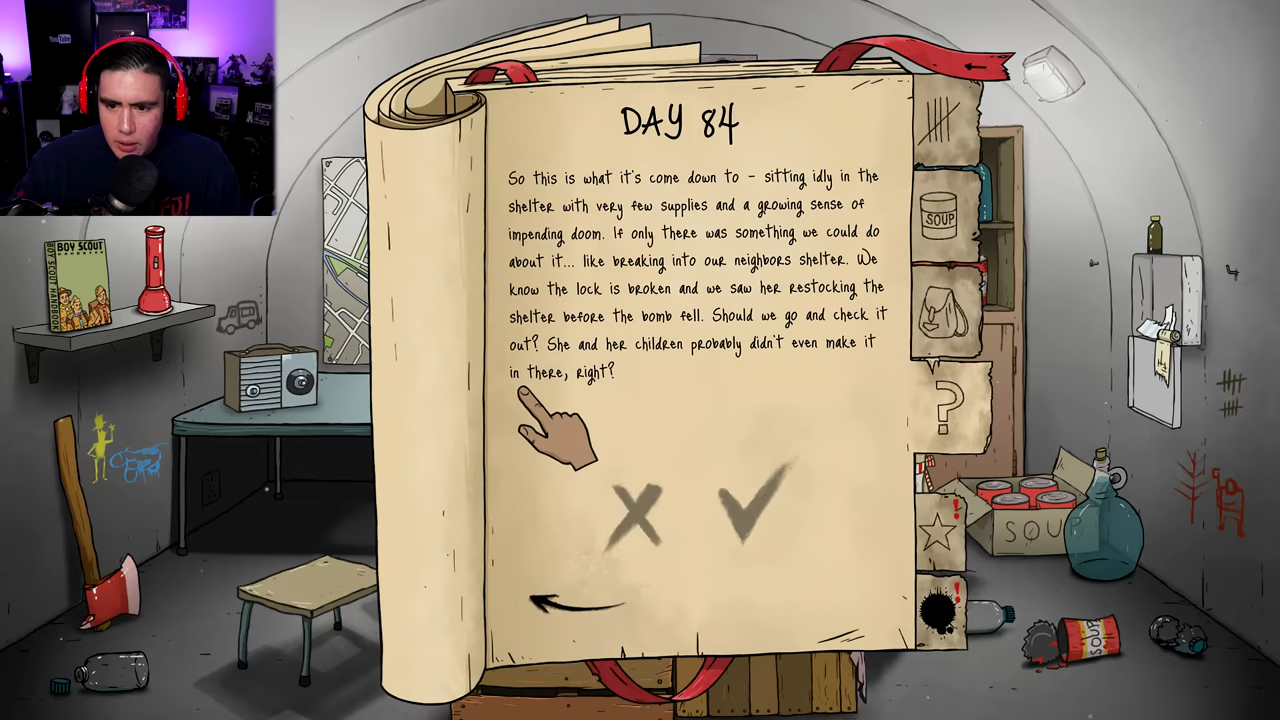 DAY 84
So this is what it's come down to - sitting idly in the
shelter with very few supplies and a growing sense of
impending doom. If only there was something we could do
about it... like breaking into our neighbors shelter. We
know the lock is broken and we saw her restocking the
shelter before the bomb fell. Should we go and check it
out? She and her children probably didn't even make it
in there, right?
YouTube
BOY SCOUT
BOY SCOUT HANDBOOK
SOUP
?
!
!
SOUP
SOUP